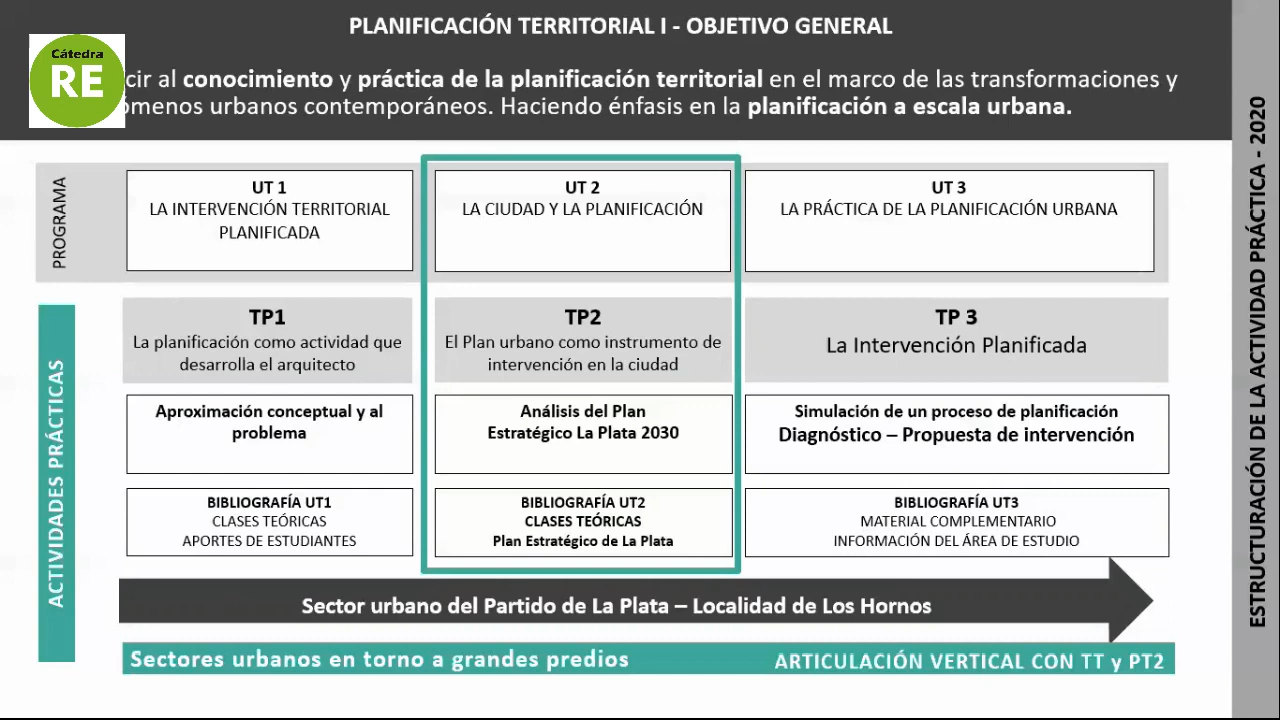 PLANIFICACIÓN TERRITORIAL I - OBJETIVO GENERAL
Cátedra
RE
cir al conocimiento y práctica de la planificación territorial en el marco de las transformaciones y
ómenos urbanos contemporáneos. Haciendo énfasis en la planificación a escala urbana.
PROGRAMA
UT 1
LA INTERVENCIÓN TERRITORIAL
PLANIFICADA
UT 2
LA CIUDAD Y LA PLANIFICACIÓN
UT 3
LA PRÁCTICA DE LA PLANIFICACIÓN URBANA
ACTIVIDADES PRÁCTICAS
TP1
La planificación como actividad que
desarrolla el arquitecto
TP2
El Plan urbano como instrumento de
intervención en la ciudad
TP 3
La Intervención Planificada
Aproximación conceptual y al
problema
Análisis del Plan
Estratégico La Plata 2030
Simulación de un proceso de planificación
Diagnóstico – Propuesta de intervención
BIBLIOGRAFÍA UT1
CLASES TEÓRICAS
APORTES DE ESTUDIANTES
BIBLIOGRAFÍA UT2
CLASES TEÓRICAS
Plan Estratégico de La Plata
BIBLIOGRAFÍA UT3
MATERIAL COMPLEMENTARIO
INFORMACIÓN DEL ÁREA DE ESTUDIO
Sector urbano del Partido de La Plata – Localidad de Los Hornos
Sectores urbanos en torno a grandes predios
ARTICULACIÓN VERTICAL CON TT y PT2
ESTRUCTURACIÓN DE LA ACTIVIDAD PRÁCTICA - 2020